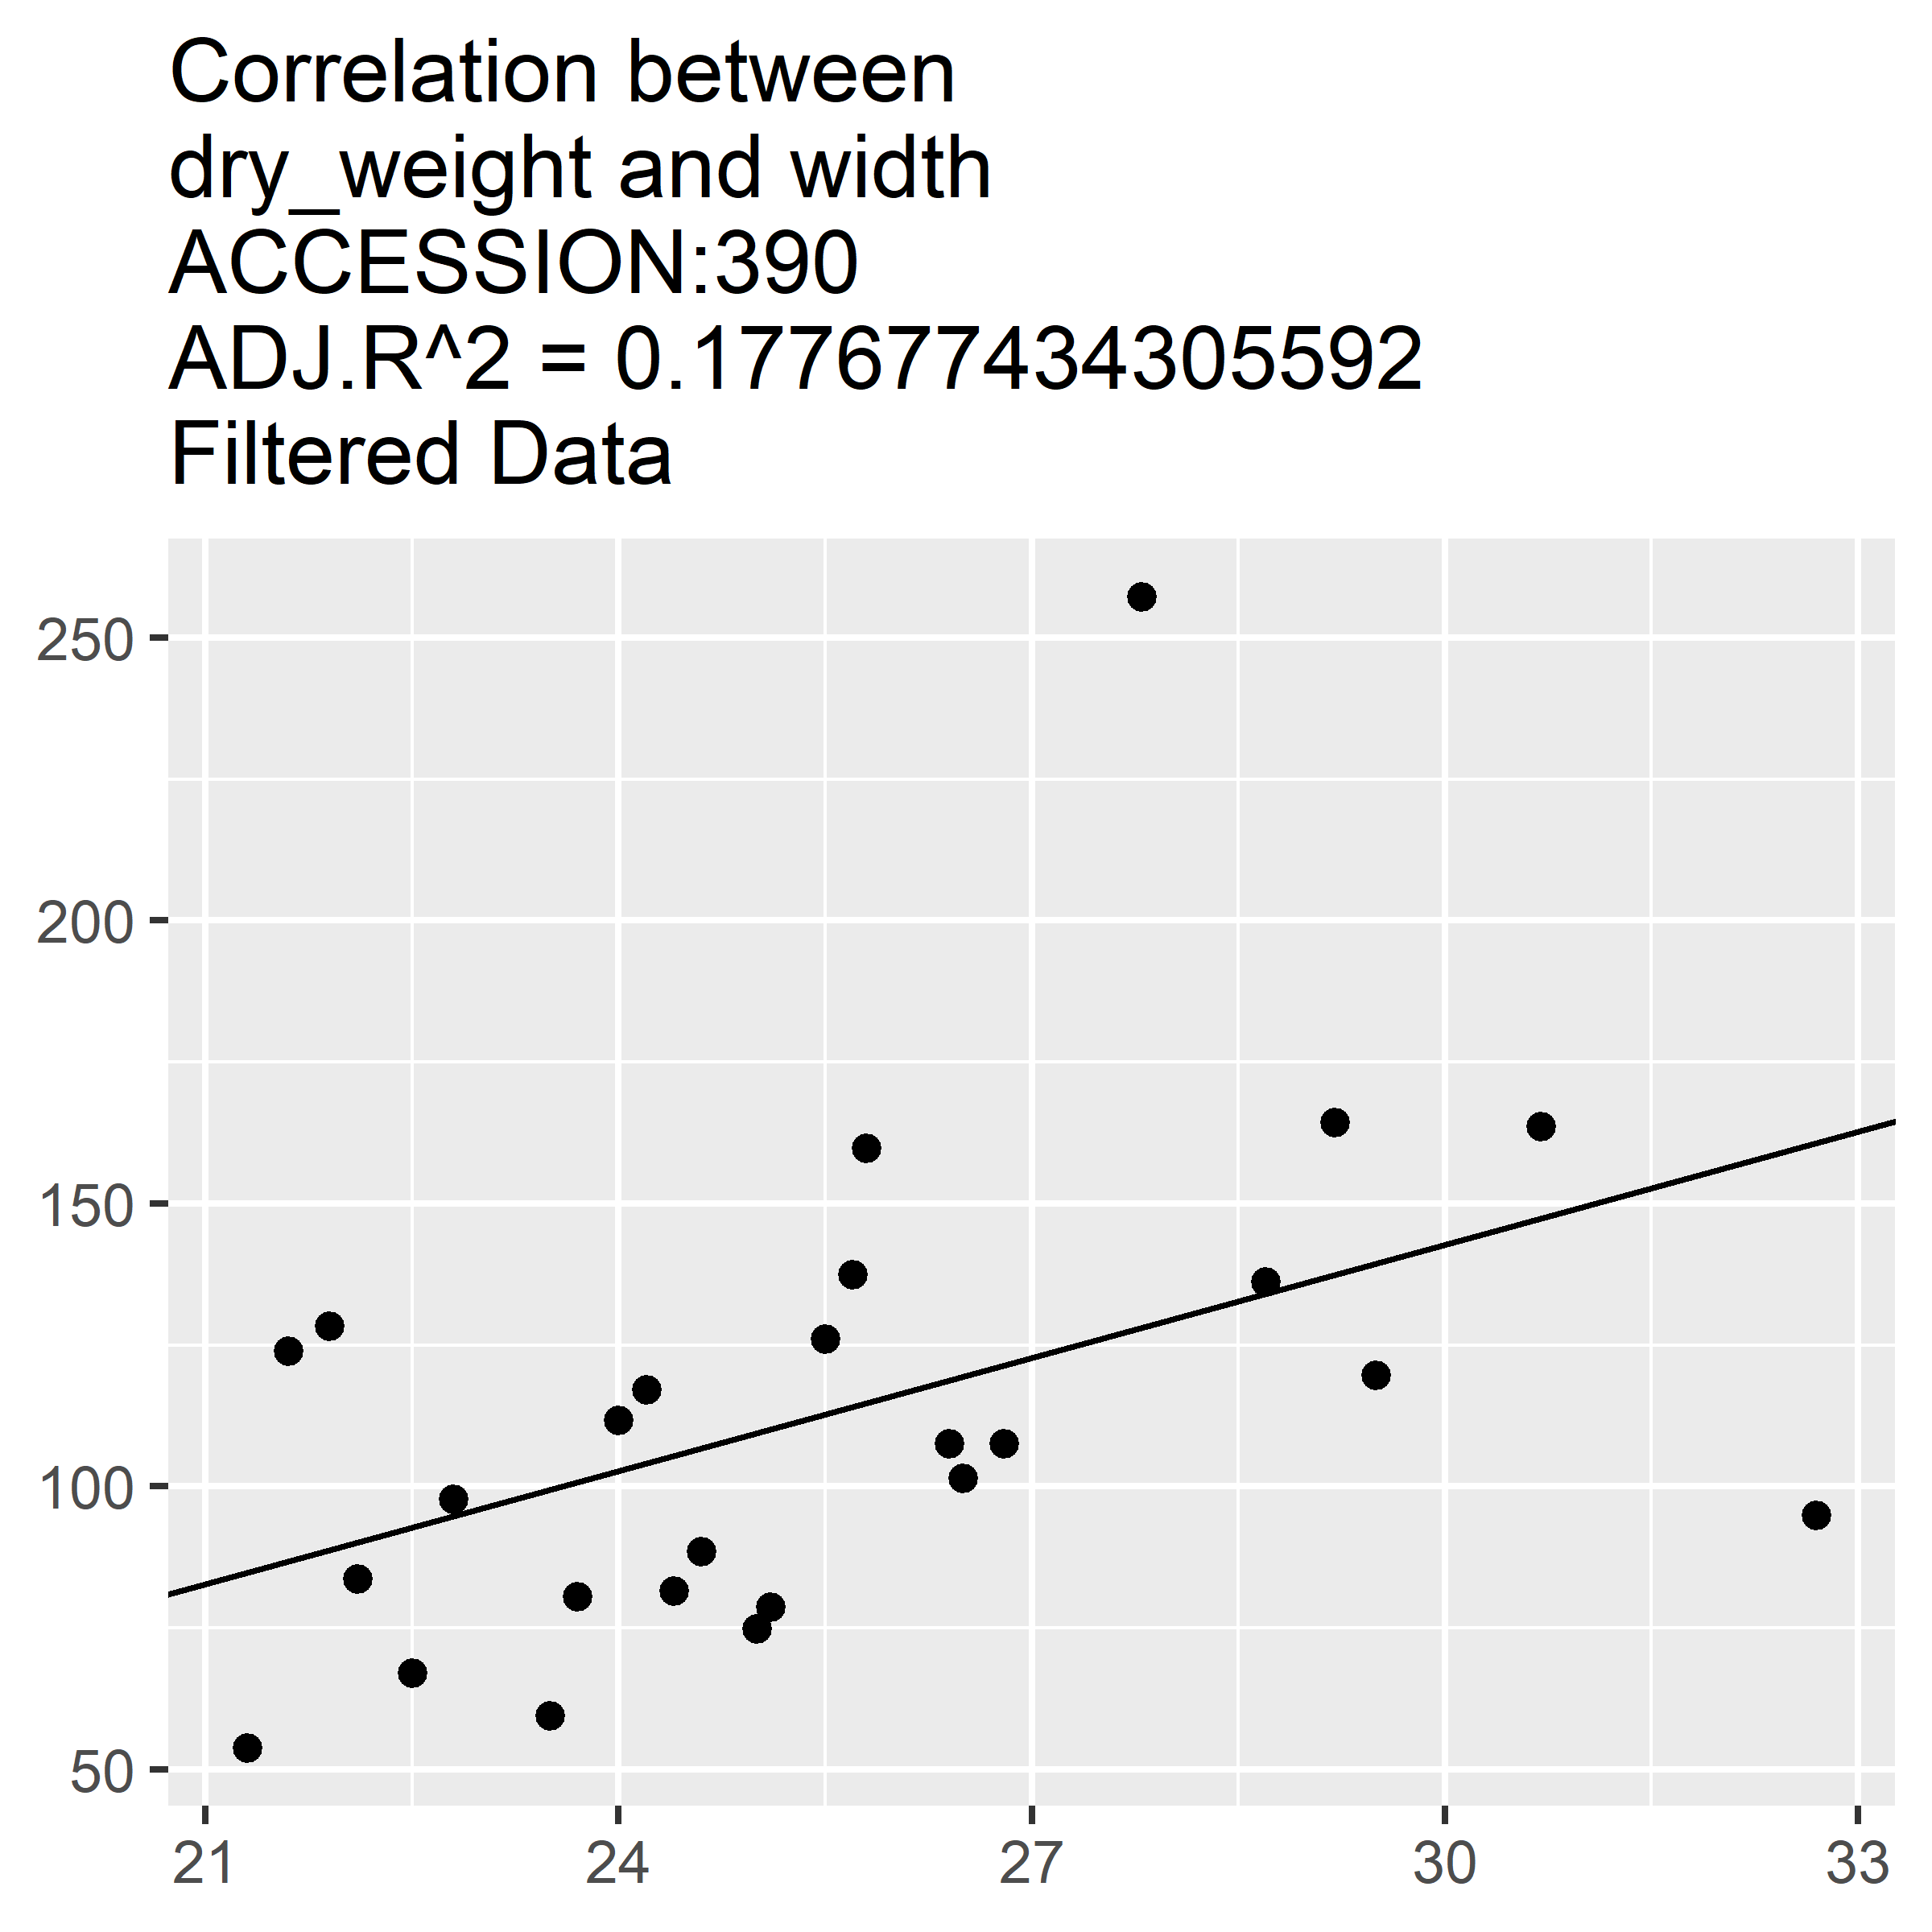 Correlation between
dry_weight and width
ACCESSION:390
ADJ.R^2 = 0.177677434305592
Filtered Data
250
200
150
100
50
21 24 27 30 33